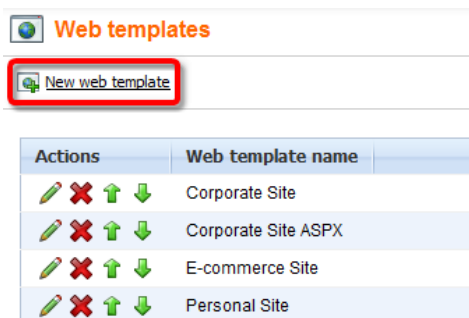 Web templates
New web template
Actions Web template name
Corporate Site
Corporate Site ASPX
E-commerce Site
Personal Site